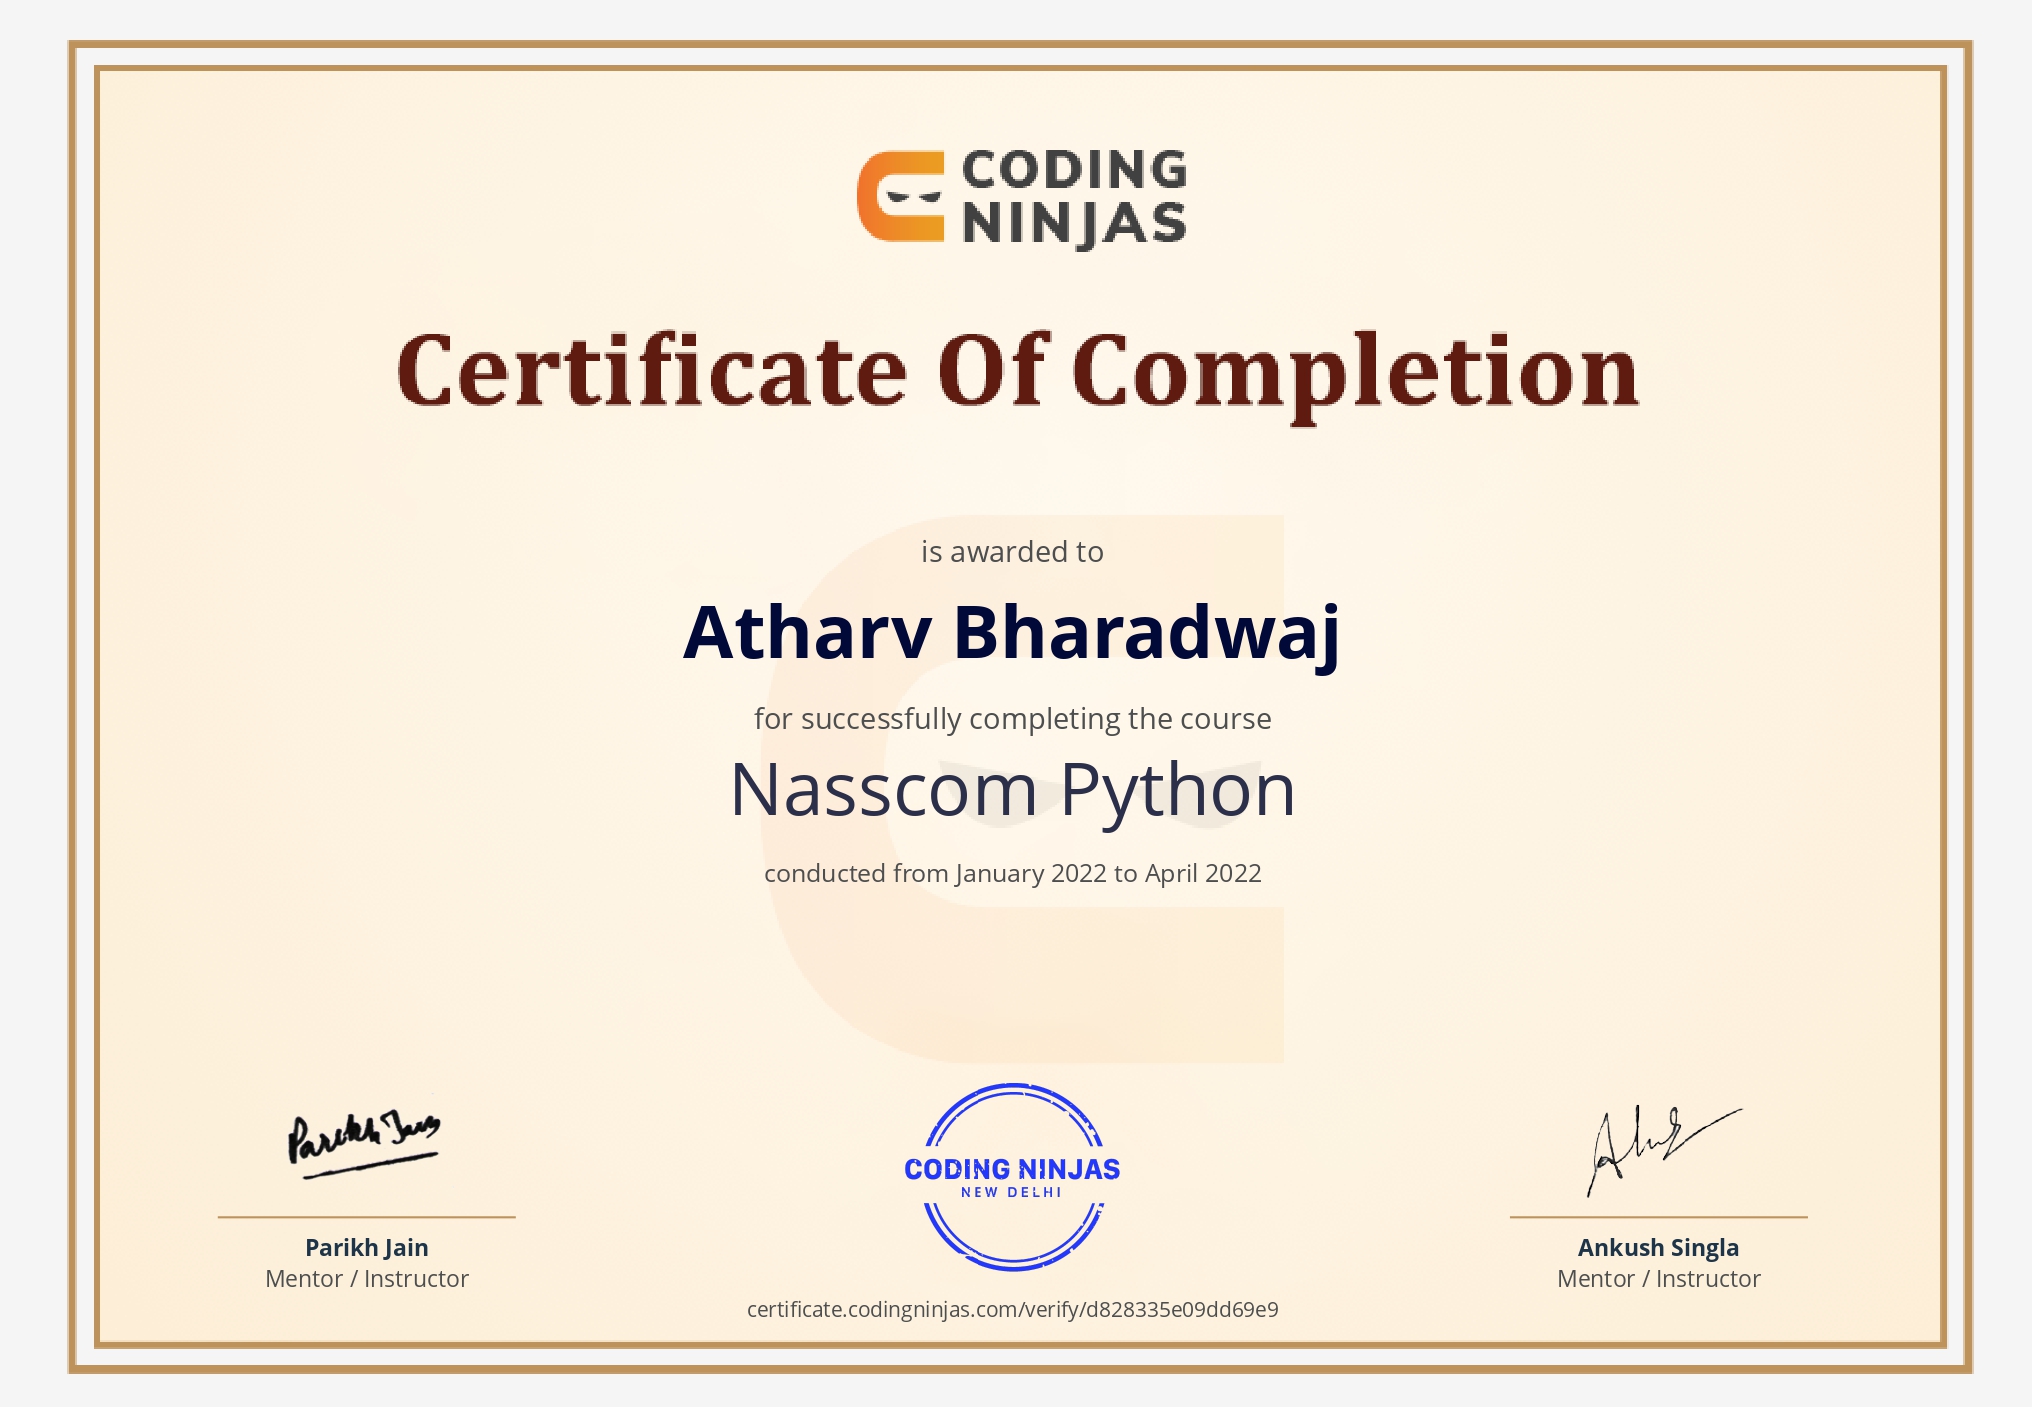 CODING
NINJAS
Certificate Of Completion
is awarded to
Atharv Bharadwaj
for successfully completing the course
Nasscom Python
conducted from January 2022 to April 2022
Parikh Jain
CODING NINJAS
NEW DELHI
Parikh Jain
Mentor / Instructor
Ankush Singla
Mentor / Instructor
certificate.codingninjas.com/verify/d828335e09dd69e9